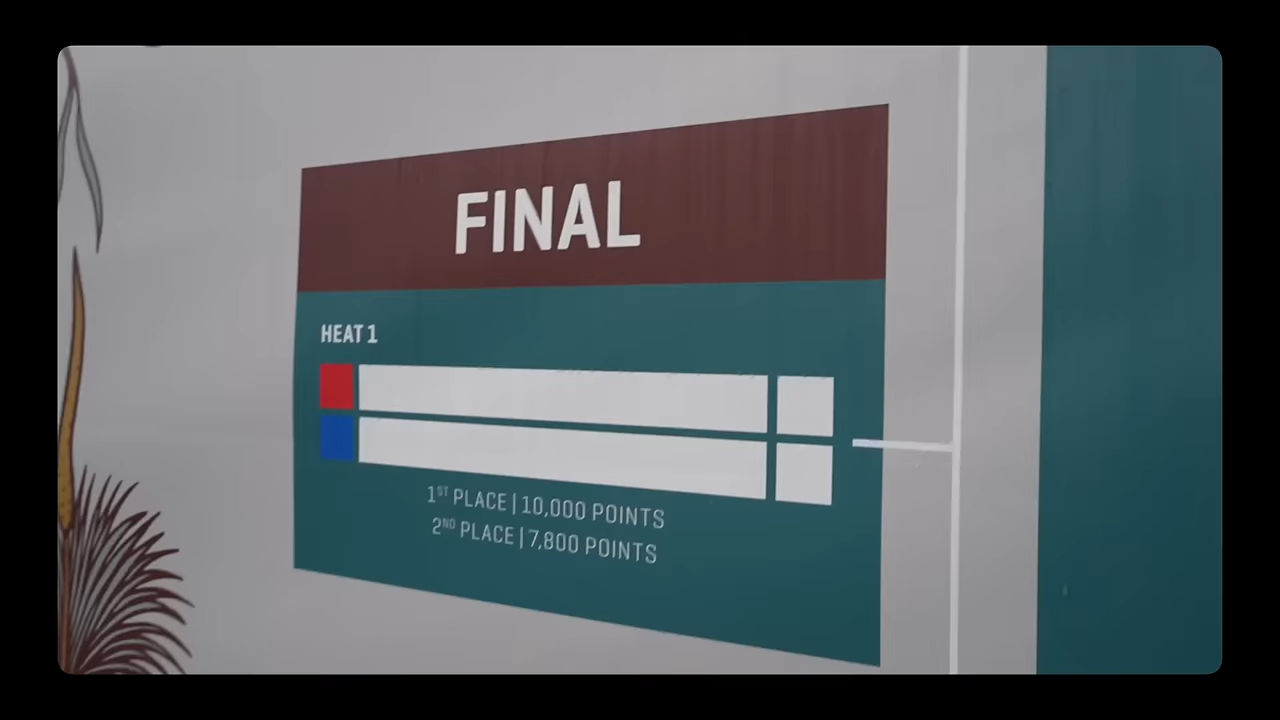 FINAL
HEAT 1
1ST PLACE | 10,000 POINTS
2ND PLACE | 7,800 POINTS